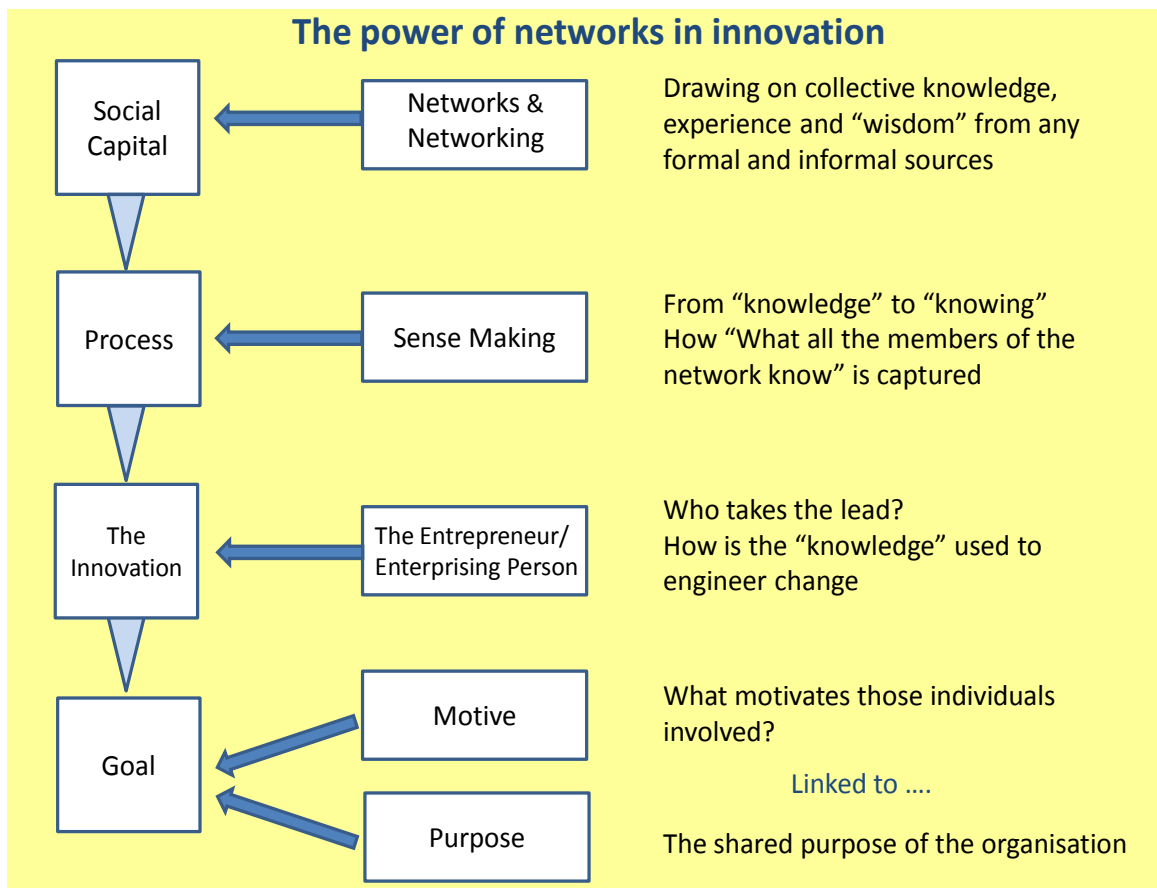 The power of networks in innovation
Social
Capital
Networks &
Networking
Drawing on collective knowledge,
experience and “wisdom” from any
formal and informal sources
Process
Sense Making
From “knowledge” to “knowing”
How “What all the members of the
network know” is captured
The
Innovation
The Entrepreneur/
Enterprising Person
Who takes the lead?
How is the “knowledge” used to
engineer change
Goal
Motive
What motivates those individuals
involved?
Linked to ....
Purpose
The shared purpose of the organisation